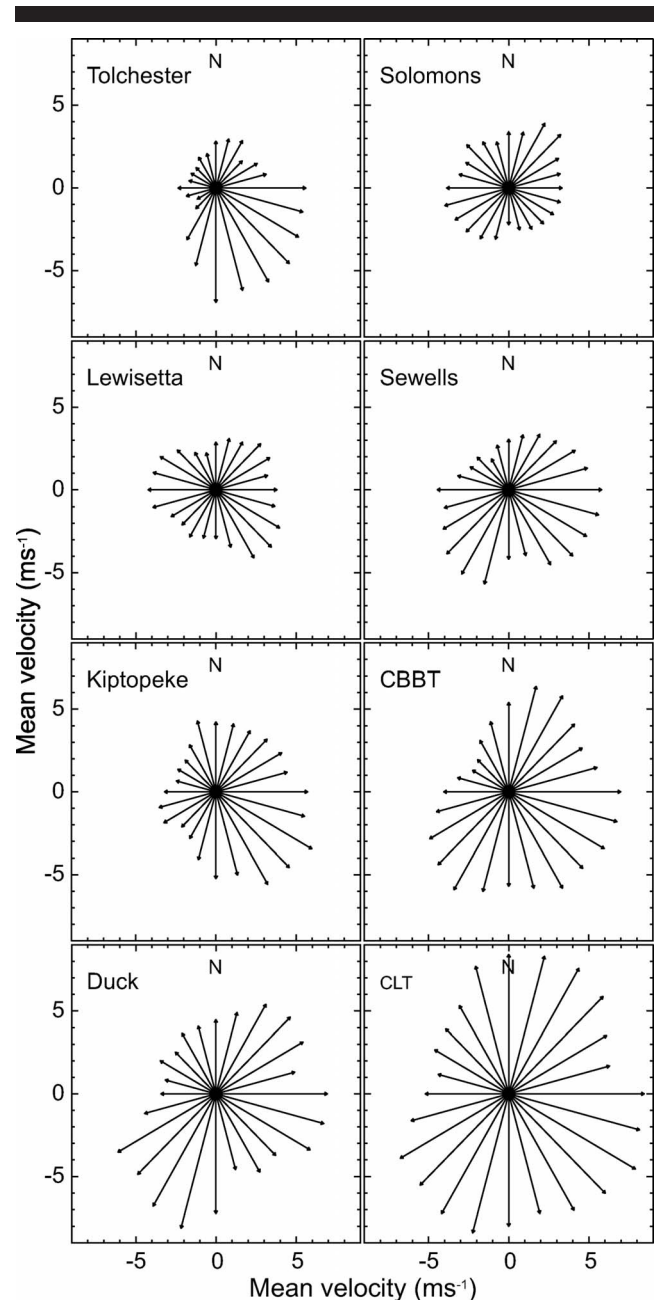 N
N
Tolchester
Solomons
5
0
-5
N
N
Lewisetta
Sewells
5
0
-5
N
N
Kiptopeke
CBBT
5
0
-5
N
N
Duck
CLT
5
0
-5
-5 0 5
-5 0 5
Mean velocity (ms⁻¹)
Mean velocity (ms⁻¹)